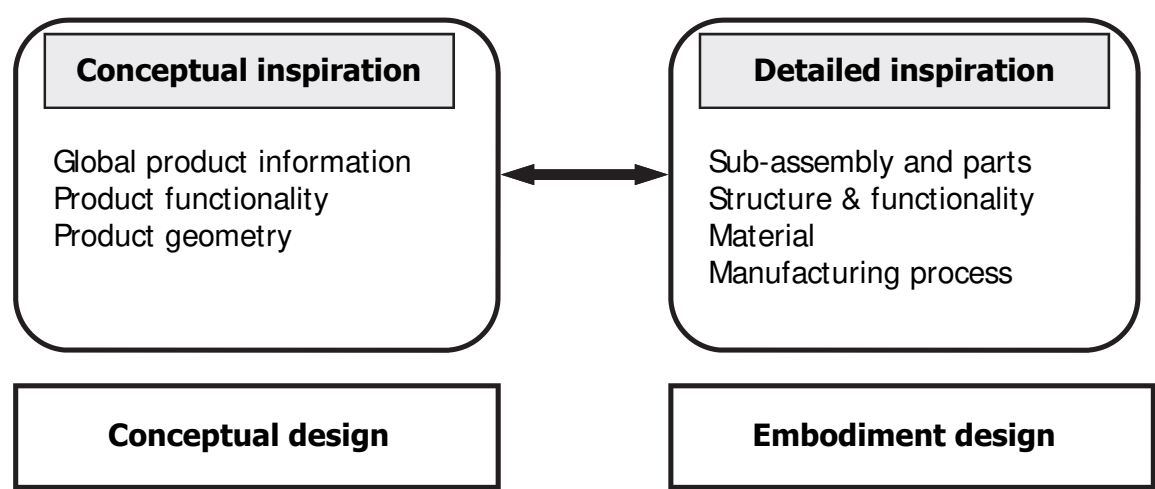 Conceptual inspiration
Global product information
Product functionality
Product geometry
Detailed inspiration
Sub-assembly and parts
Structure & functionality
Material
Manufacturing process
Conceptual design
Embodiment design